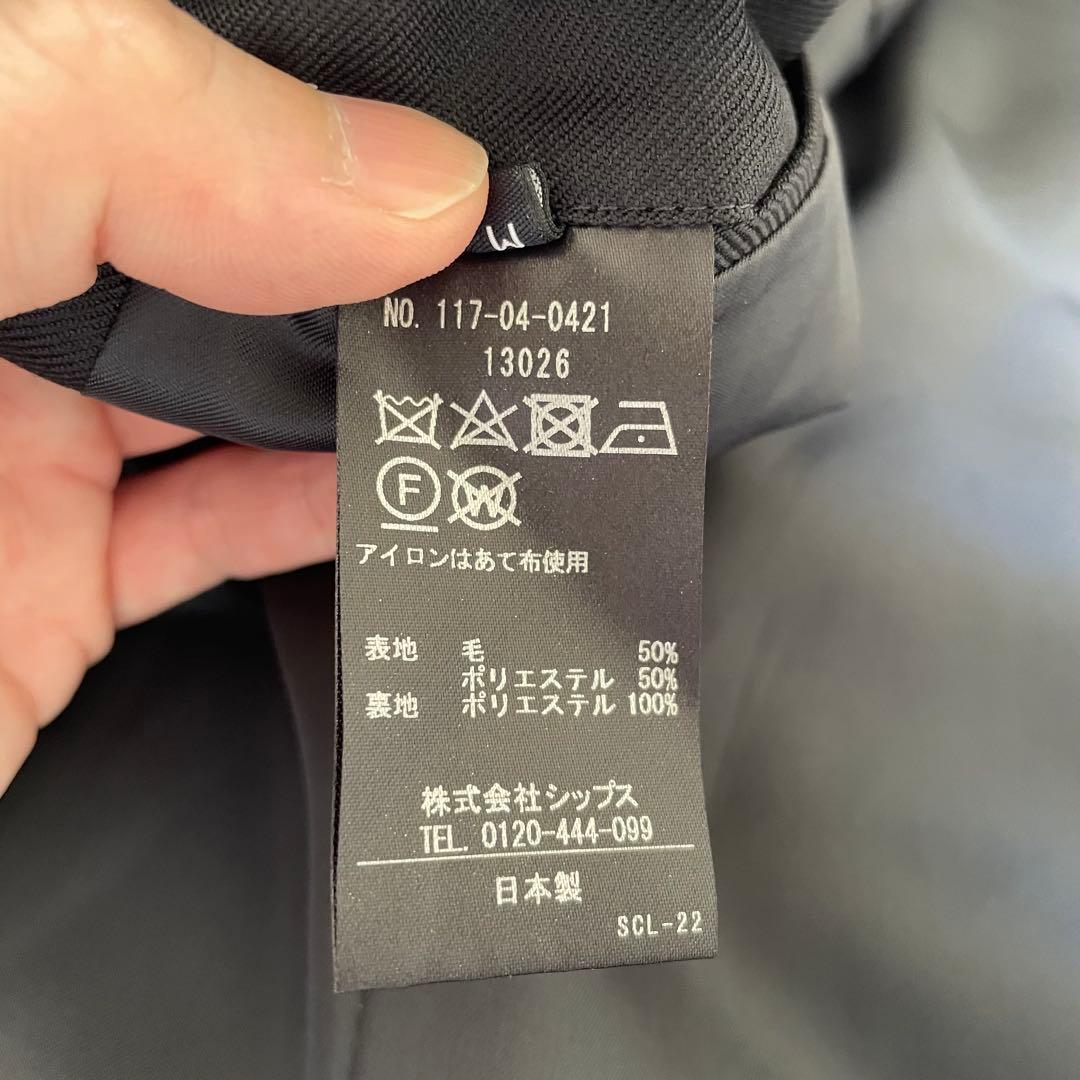 M
NO. 117-04-0421
13026
F
W
アイロンはあて布使用
表地 毛 50%
ポリエステル 50%
裏地 ポリエステル 100%
株式会社シップス
TEL. 0120-444-099
日本製
SCL-22